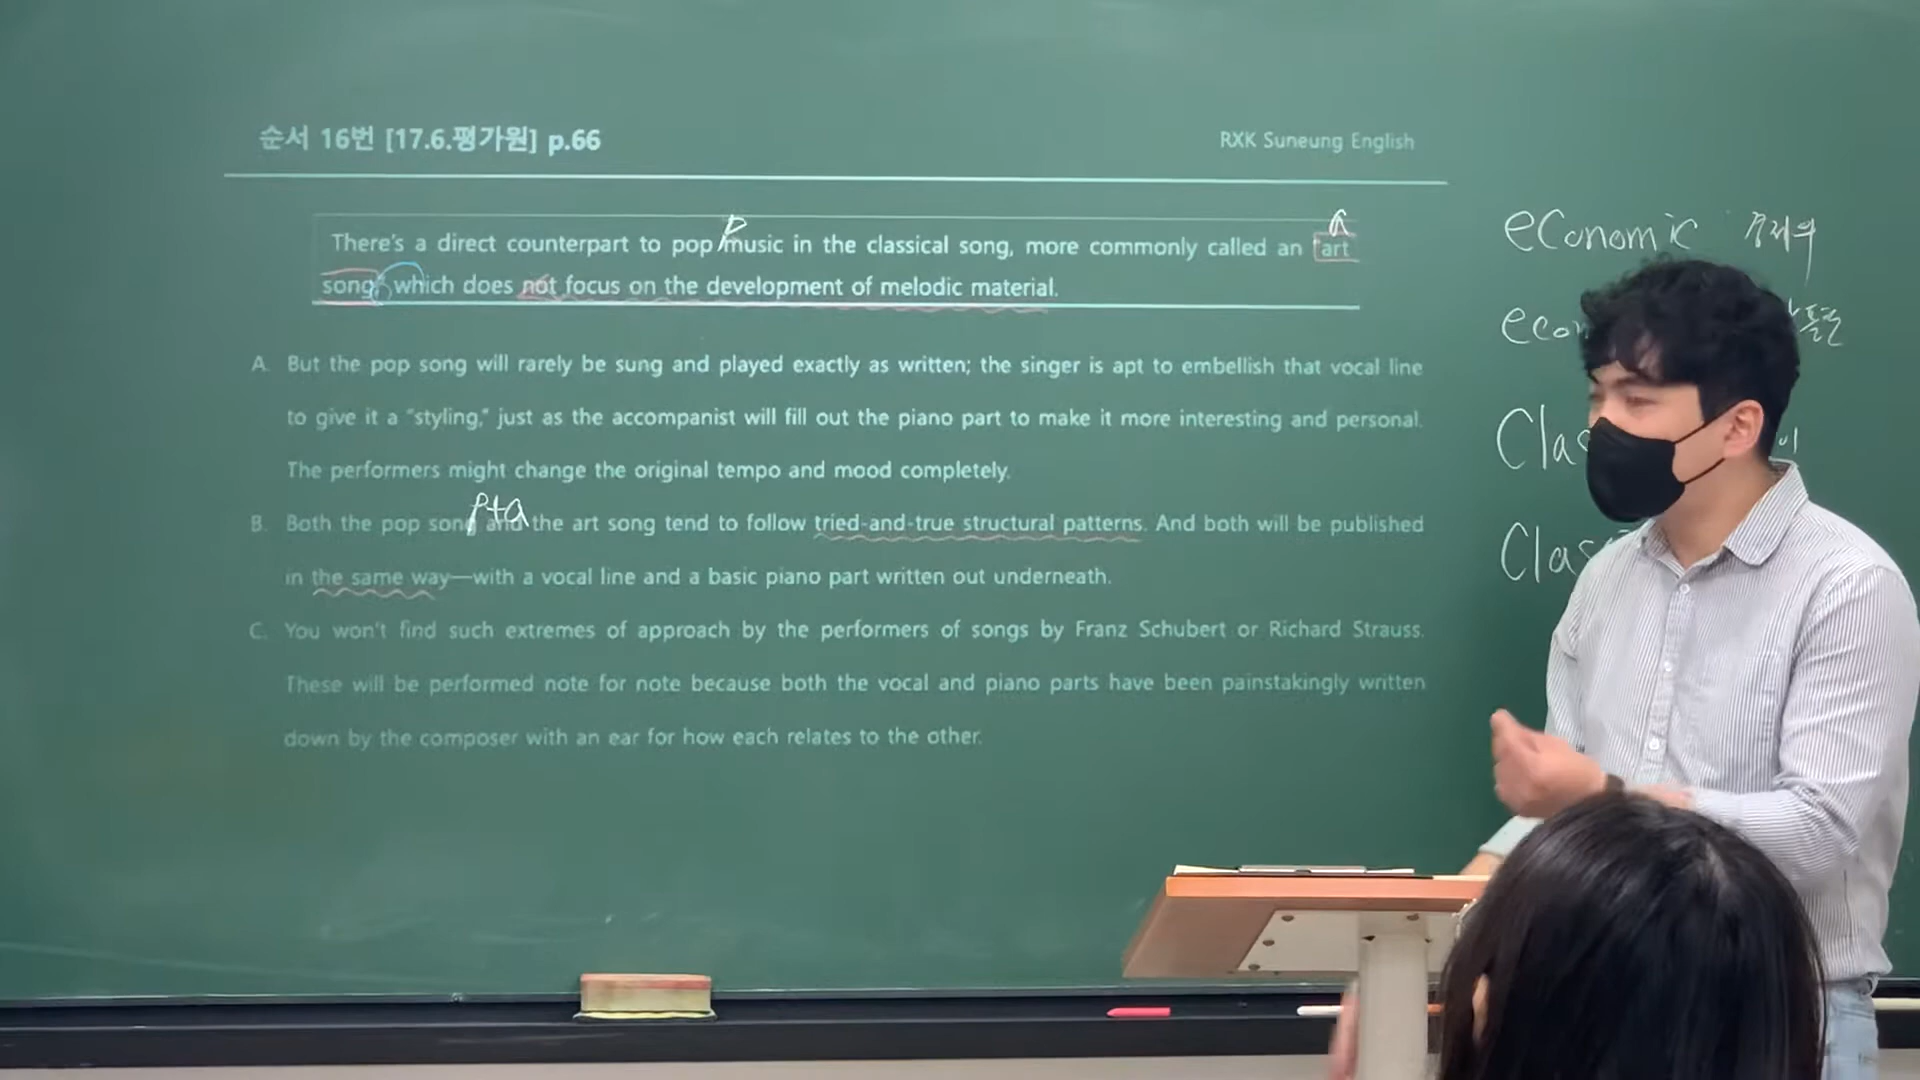 순서 16번 [17.6.평가원] p.66
RXK Suneung English
P
A
There's a direct counterpart to pop music in the classical song, more commonly called an "art
song," which does not focus on the development of melodic material.
A. But the pop song will rarely be sung and played exactly as written; the singer is apt to embellish that vocal line
to give it a "styling," just as the accompanist will fill out the piano part to make it more interesting and personal.
The performers might change the original tempo and mood completely.
P+A
B. Both the pop song and the art song tend to follow tried-and-true structural patterns. And both will be published
in the same way—with a vocal line and a basic piano part written out underneath.
C. You won't find such extremes of approach by the performers of songs by Franz Schubert or Richard Strauss.
These will be performed note for note because both the vocal and piano parts have been painstakingly written
down by the composer with an ear for how each relates to the other.
economic 경제의